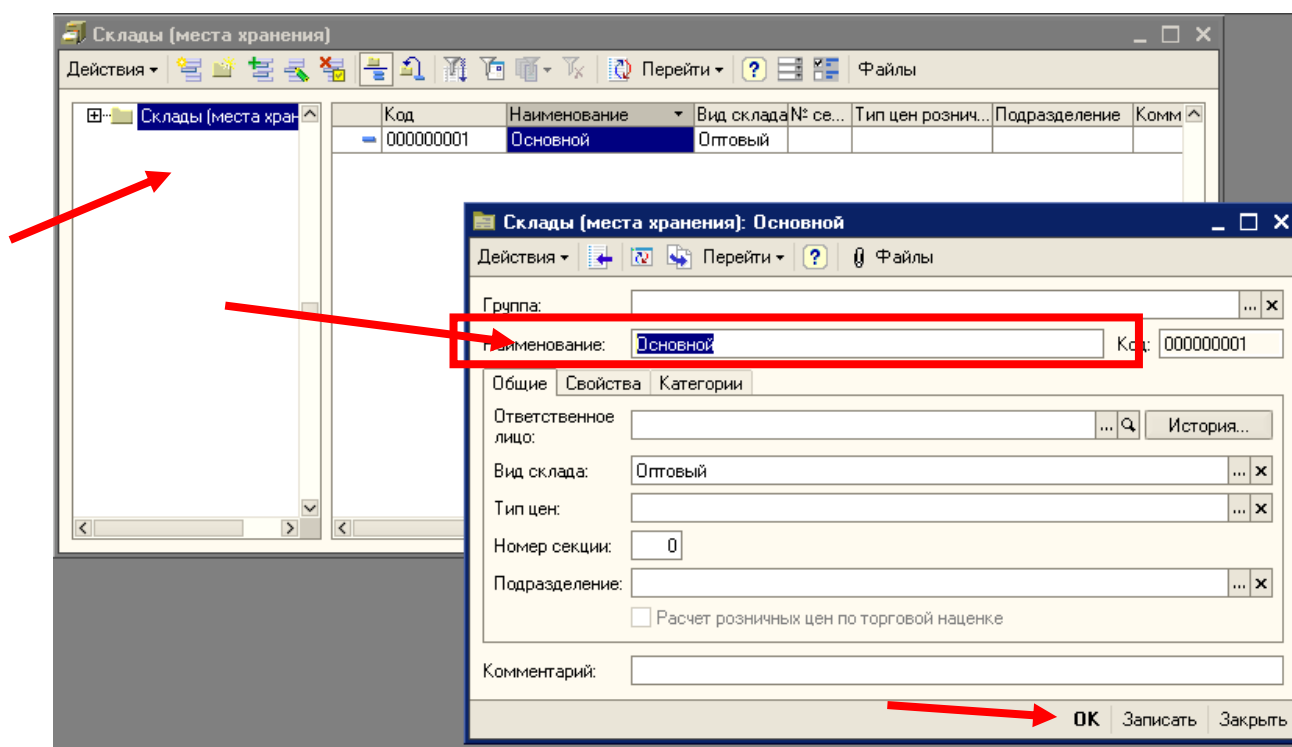 Склады (места хранения)
Действия Перейти ? Файлы
Склады (места хран
Код Наименование Вид склада № се... Тип цен рознич... Подразделение Комм
000000001 Основной Оптовый
Склады (места хранения): Основной
Действия Перейти ? Файлы
Группа: ...
Наименование: Основной Код: 000000001
Общие Свойства Категории
Ответственное
лицо: ... История...
Вид склада: Оптовый ...
Тип цен: ...
Номер секции: 0
Подразделение: ...
Расчет розничных цен по торговой наценке
Комментарий:
OK Записать Закрыть